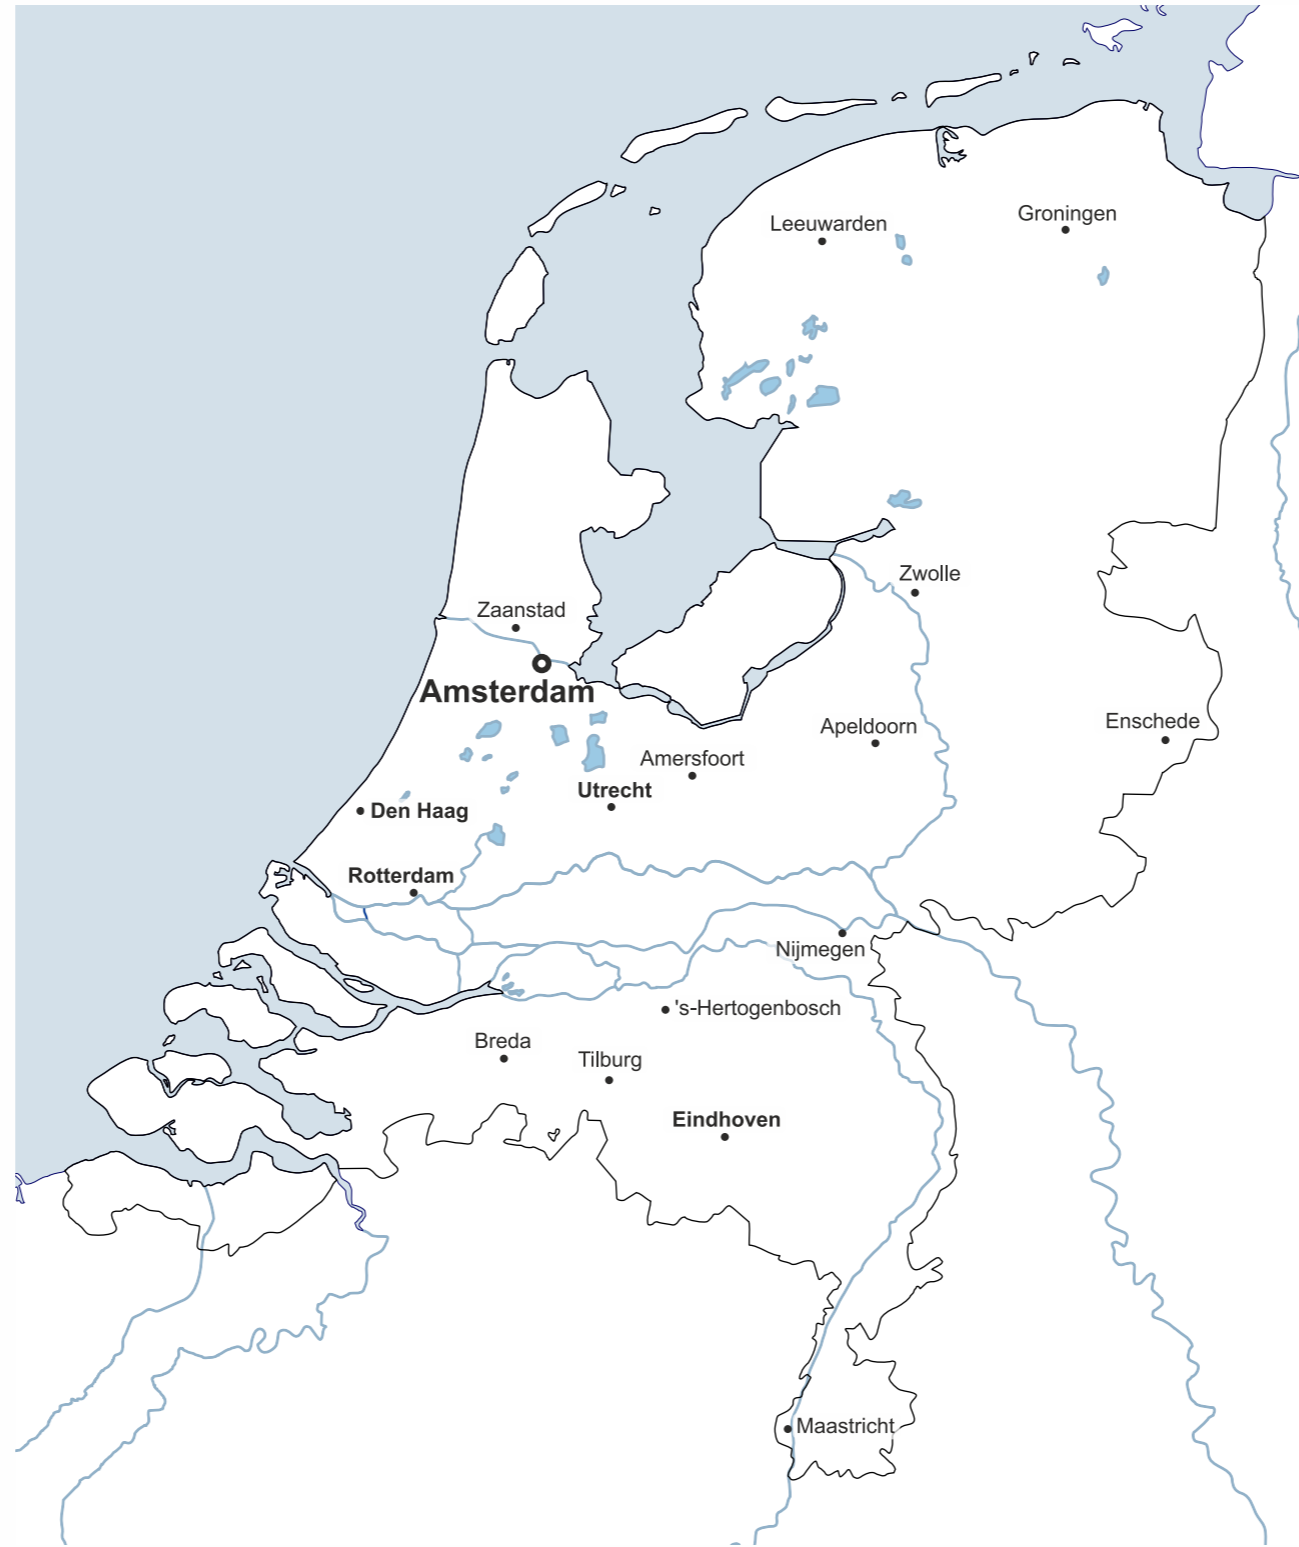 Leeuwarden
Groningen
Zwolle
Zaanstad
Amsterdam
Apeldoorn
Enschede
Amersfoort
Utrecht
Den Haag
Rotterdam
Nijmegen
's-Hertogenbosch
Breda
Tilburg
Eindhoven
Maastricht